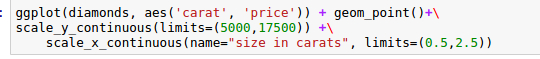 : ggplot(diamonds, aes('carat', 'price')) + geom_point()+\
scale_y_continuous(limits=(5000,17500)) +\
    scale_x_continuous(name="size in carats", limits=(0.5,2.5))